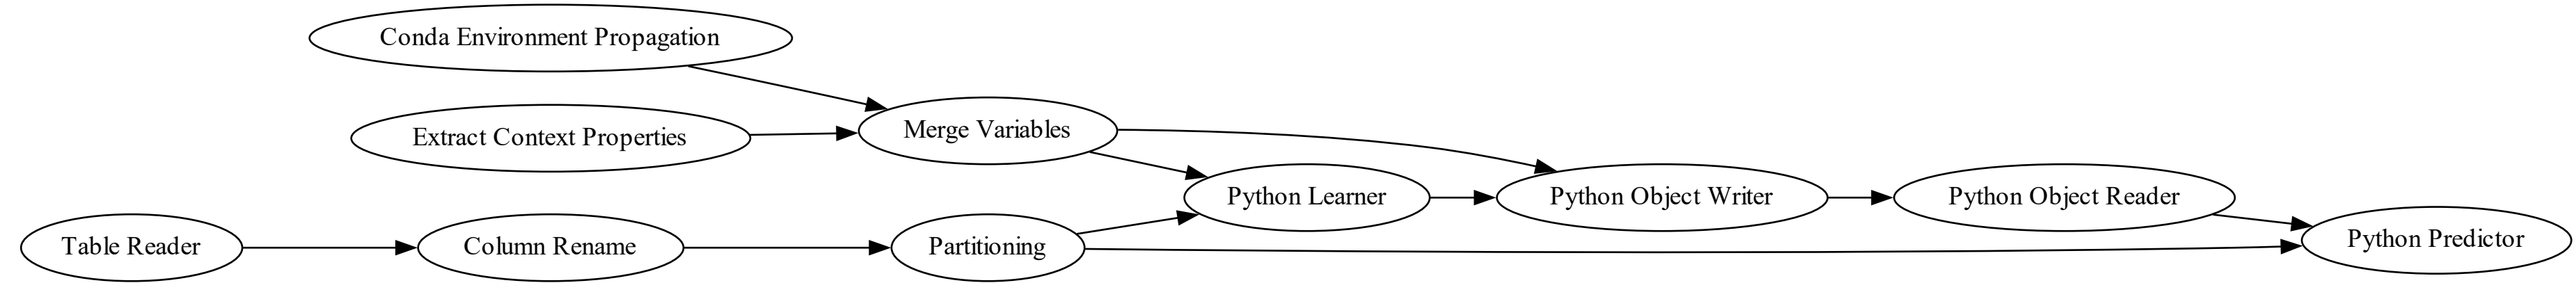 Conda Environment Propagation
Extract Context Properties
Merge Variables
Table Reader
Column Rename
Partitioning
Python Learner
Python Object Writer
Python Object Reader
Python Predictor